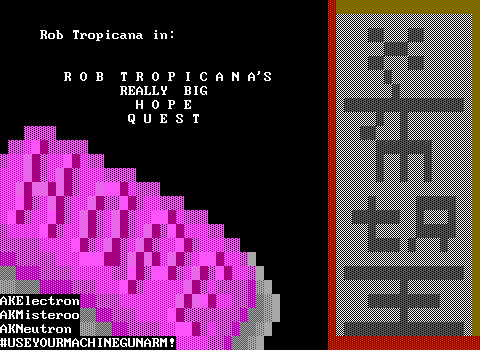 Rob Tropicana in:
R O B T R O P I C A N A'S
REALLY BIG
H O P E
Q U E S T
AKElectron
AKMisteroo
AKNeutron
#USEYOURMACHINEGUNARM!